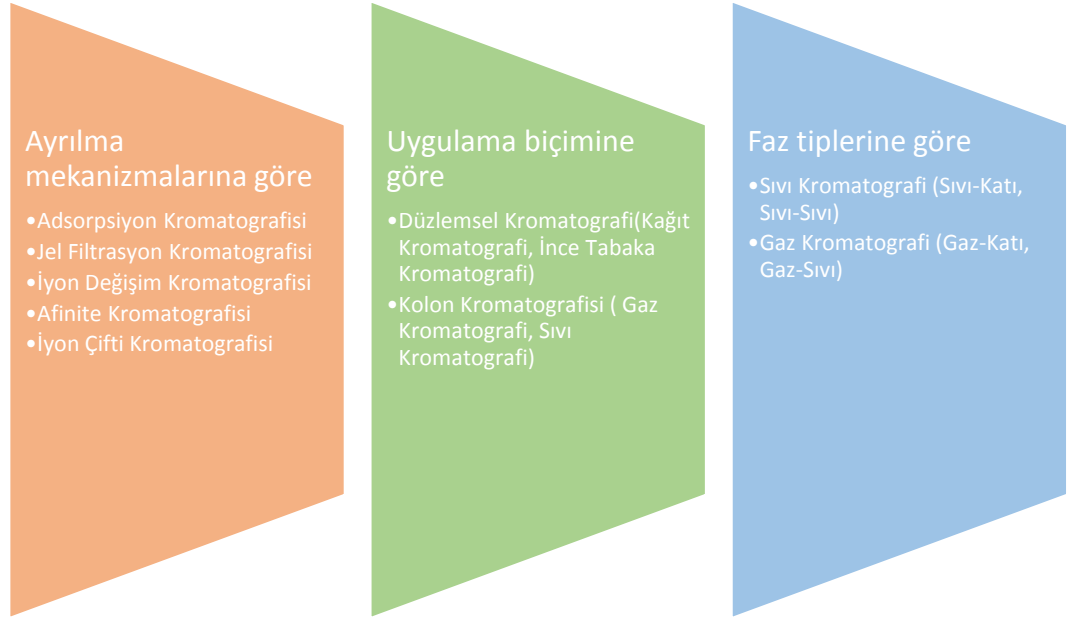 Ayrılma
mekanizmalarına göre
•Adsorpsiyon Kromatografisi
•Jel Filtrasyon Kromatografisi
•İyon Değişim Kromatografisi
•Afinite Kromatografisi
•İyon Çifti Kromatografisi
Uygulama biçimine
göre
•Düzlemsel Kromatografi(Kağıt
Kromatografi, İnce Tabaka
Kromatografi)
•Kolon Kromatografisi ( Gaz
Kromatografi, Sıvı
Kromatografi)
Faz tiplerine göre
•Sıvı Kromatografi (Sıvı-Katı,
Sıvı-Sıvı)
•Gaz Kromatografi (Gaz-Katı,
Gaz-Sıvı)